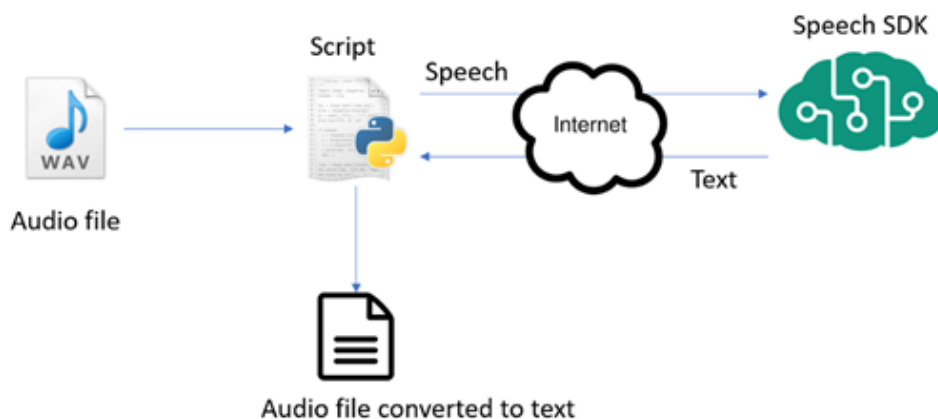 Speech SDK
Script
Speech
WAV
Internet
Text
Audio file
Audio file converted to text